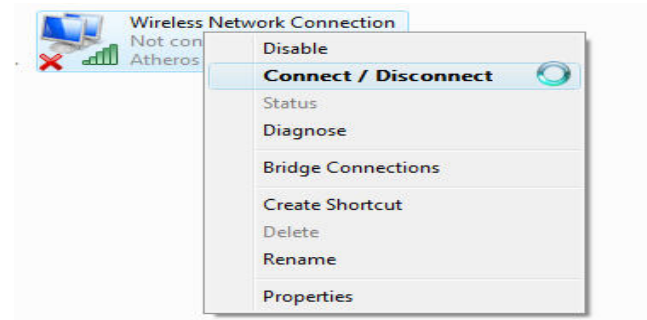 Wireless Network Connection
Not con
Atheros
Disable
Connect / Disconnect
Status
Diagnose
Bridge Connections
Create Shortcut
Delete
Rename
Properties